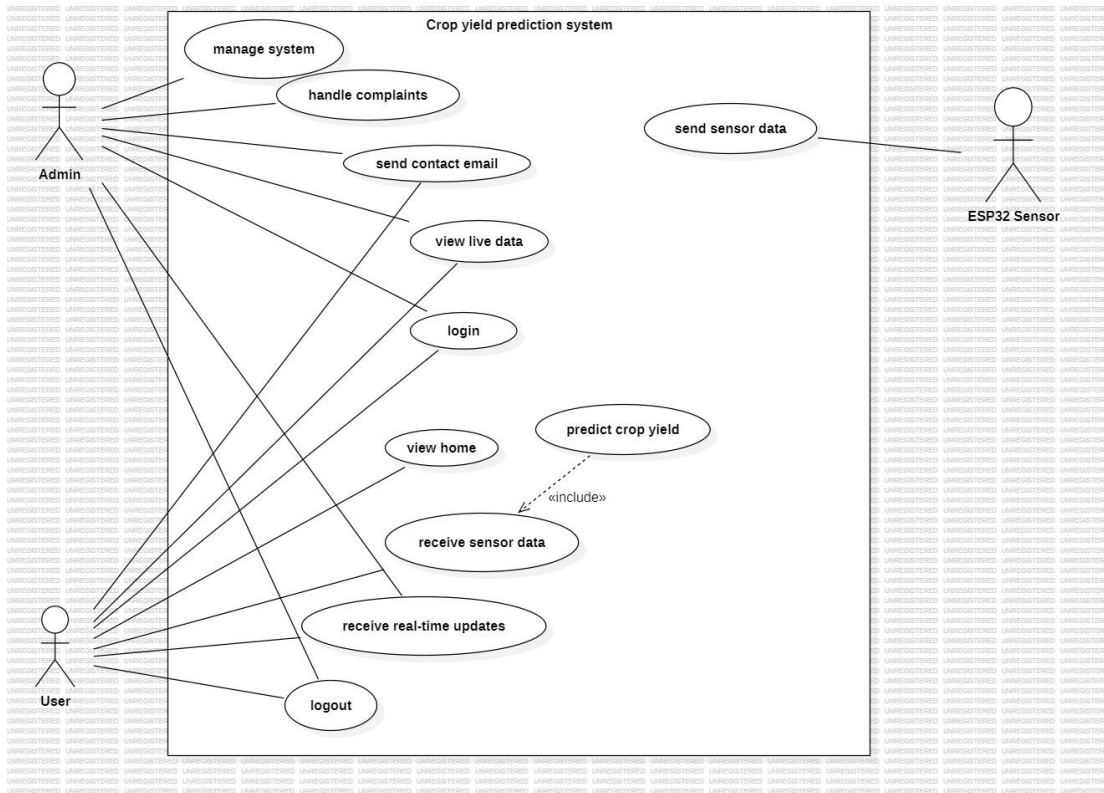 Crop yield prediction system
manage system
handle complaints
send contact email
view live data
login
view home
predict crop yield
«include»
receive sensor data
receive real-time updates
logout
send sensor data
Admin
User
ESP32 Sensor
UNREGISTERED